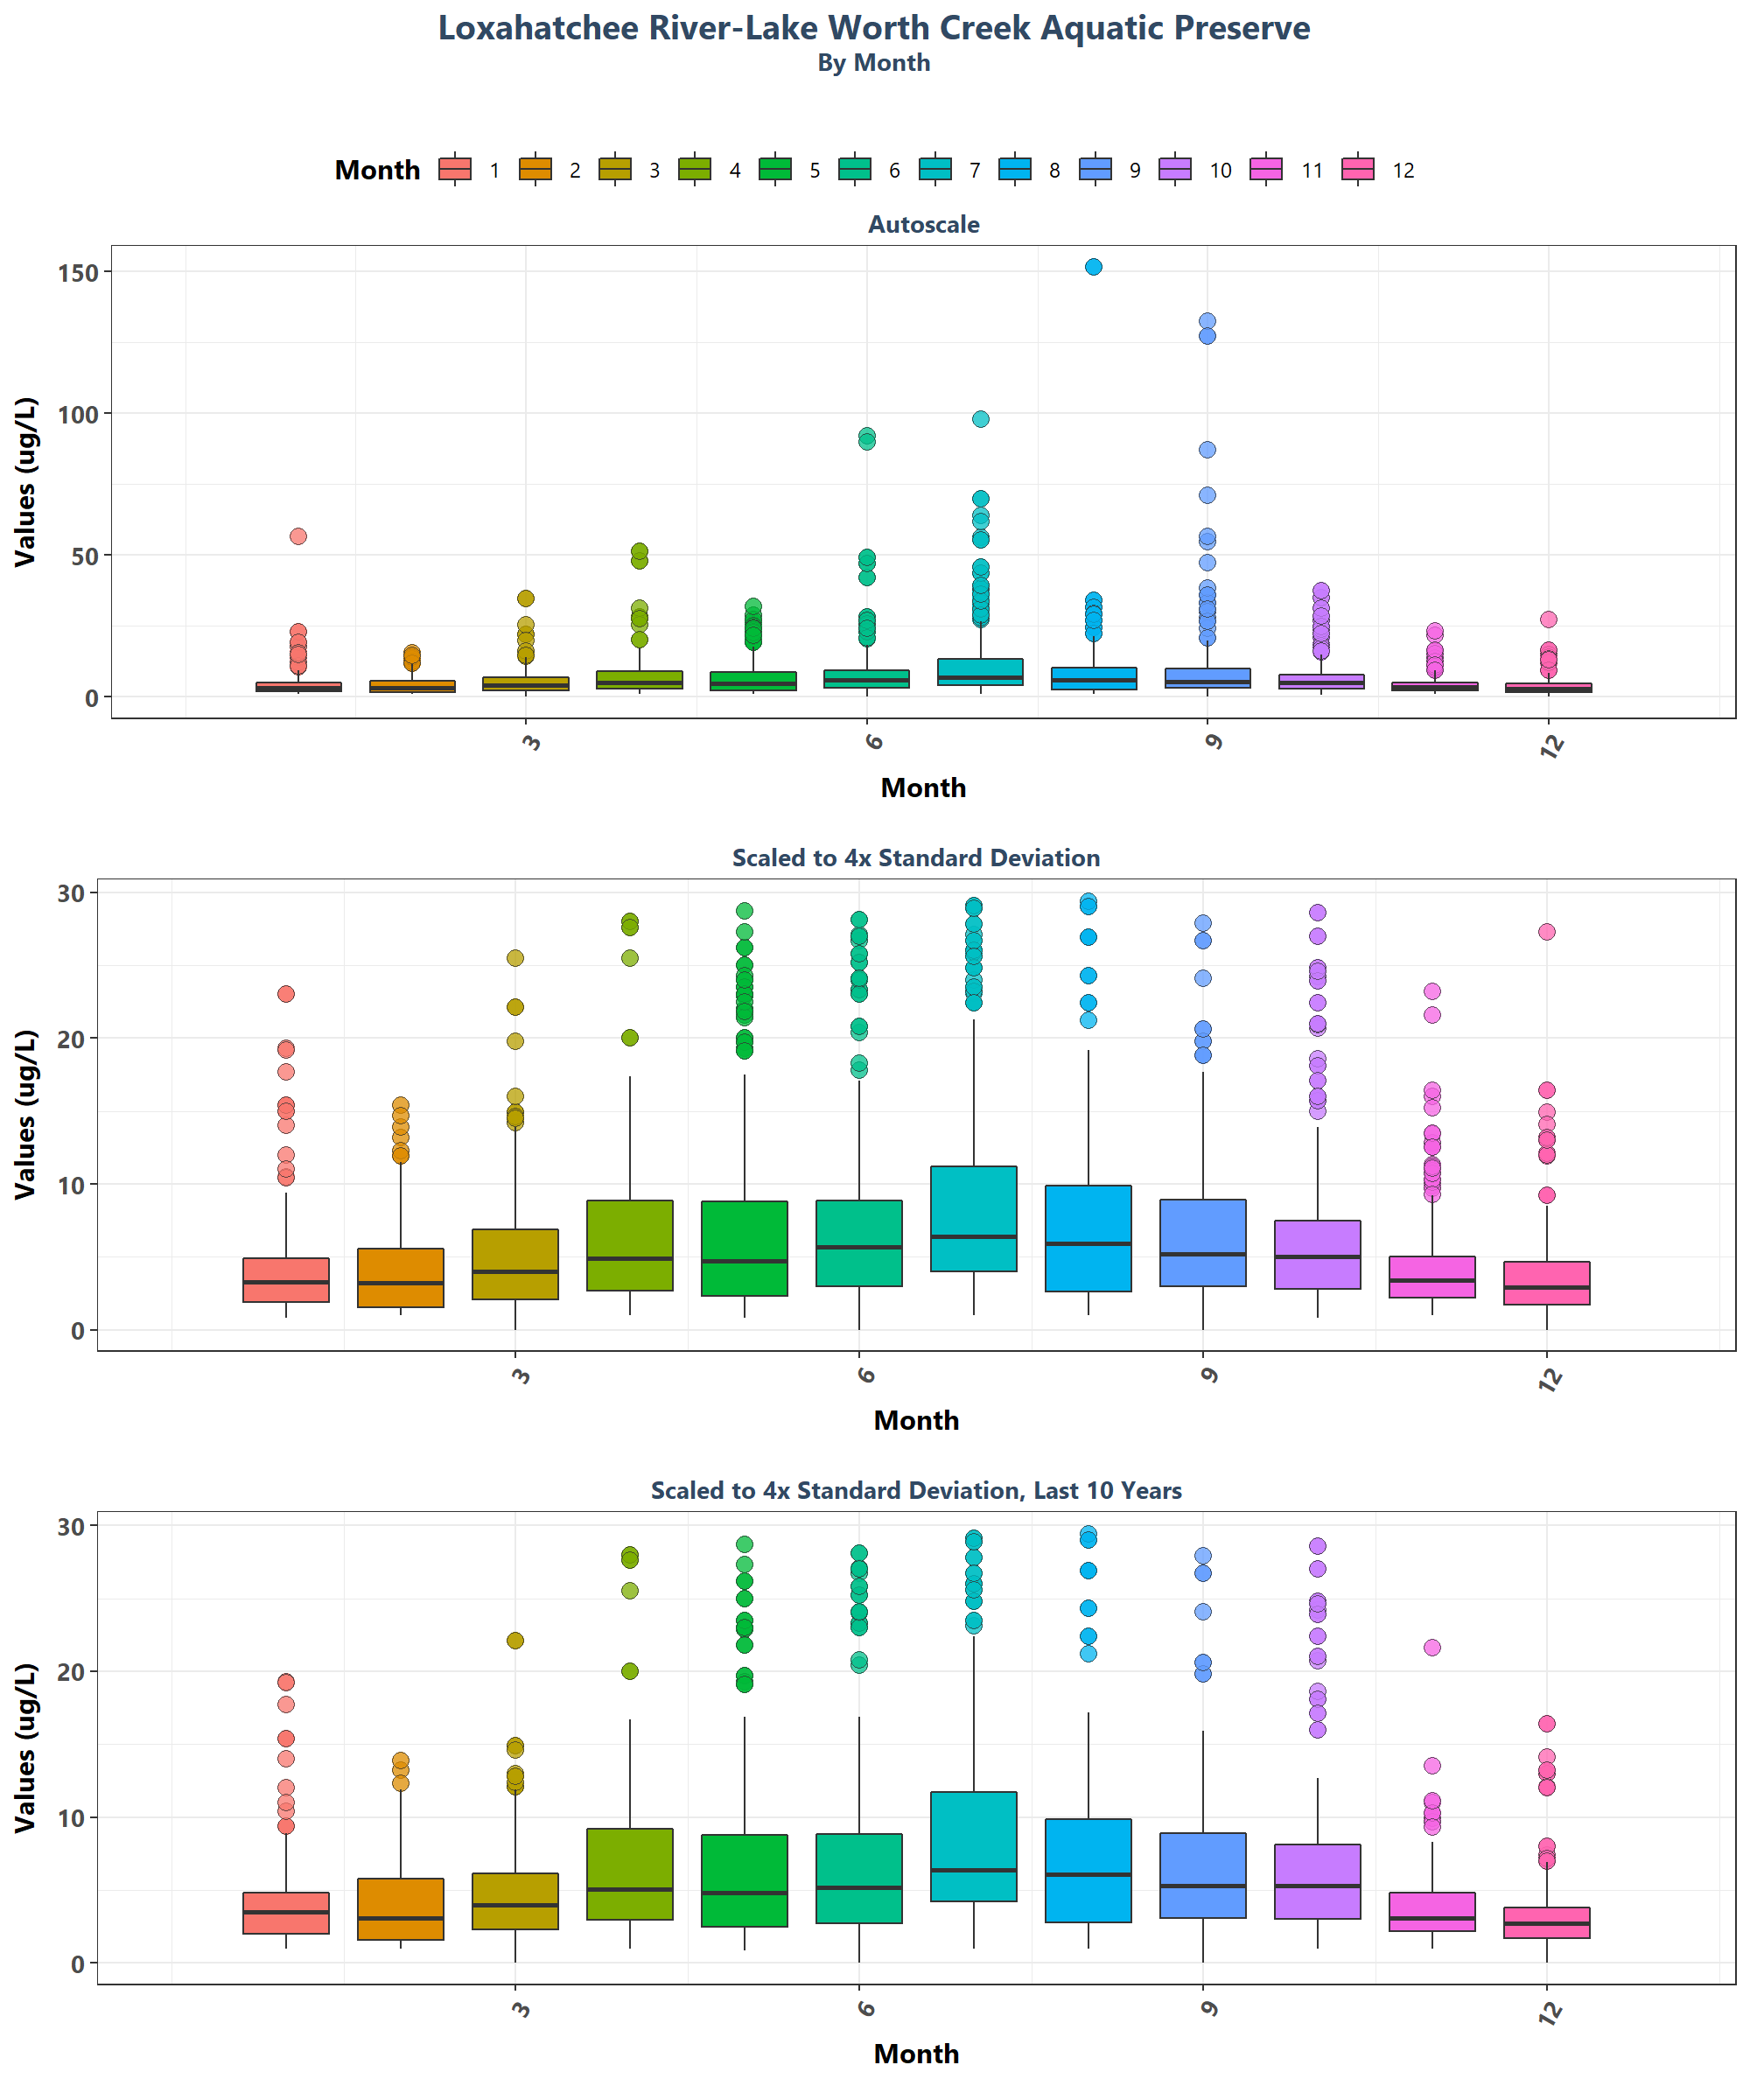 Loxahatchee River-Lake Worth Creek Aquatic Preserve
By Month
Month 1 2 3 4 5 6 7 8 9 10 11 12
Autoscale
150
100
50
0
Values (ug/L)
3 6 9 12
Month
Scaled to 4x Standard Deviation
30
20
10
0
Values (ug/L)
3 6 9 12
Month
Scaled to 4x Standard Deviation, Last 10 Years
30
20
10
0
Values (ug/L)
3 6 9 12
Month